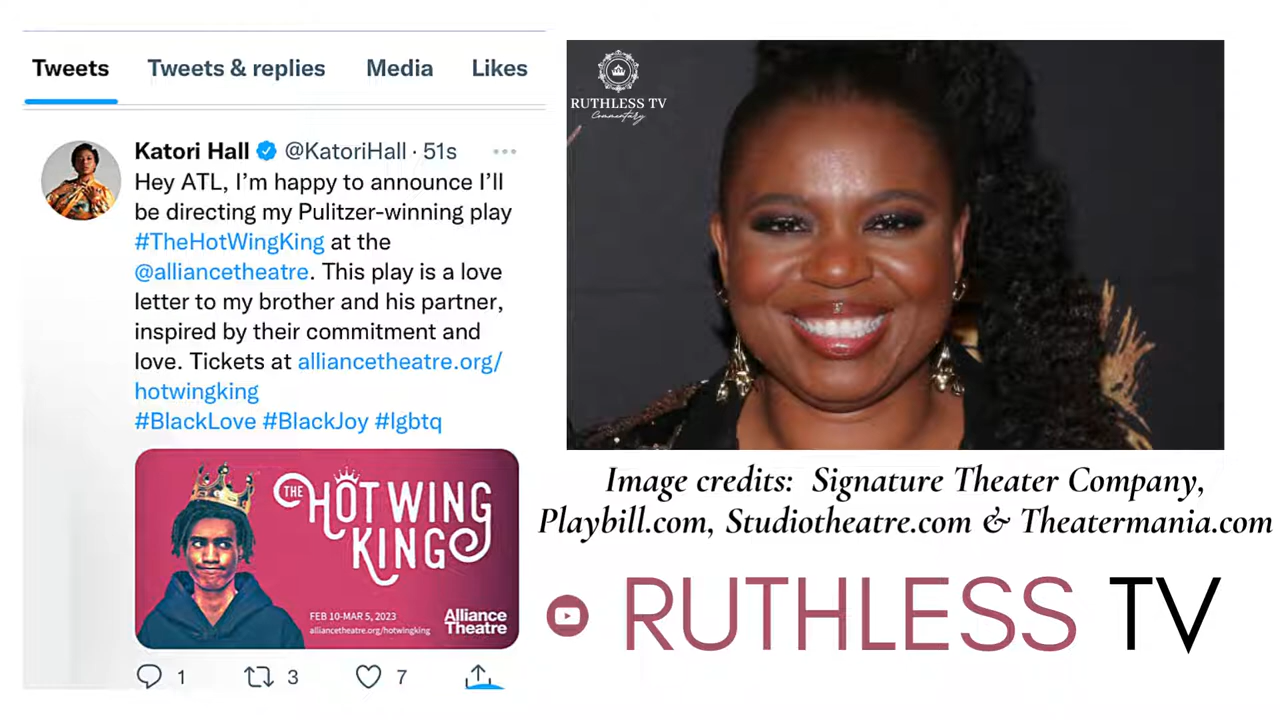 Tweets Tweets & replies Media Likes
Katori Hall @KatoriHall · 51s
Hey ATL, I'm happy to announce I'll
be directing my Pulitzer-winning play
#TheHotWingKing at the
@alliancetheatre. This play is a love
letter to my brother and his partner,
inspired by their commitment and
love. Tickets at alliancetheatre.org/
hotwingking
#BlackLove #BlackJoy #lgbtq
THE HOT WING
KING
FEB 10-MAR 5, 2023
alliancetheatre.org/hotwingking
Alliance
Theatre
1 3 7
RUTHLESS TV
Commentary
Image credits: Signature Theater Company,
Playbill.com, Studiotheatre.com & Theatermania.com
RUTHLESS TV